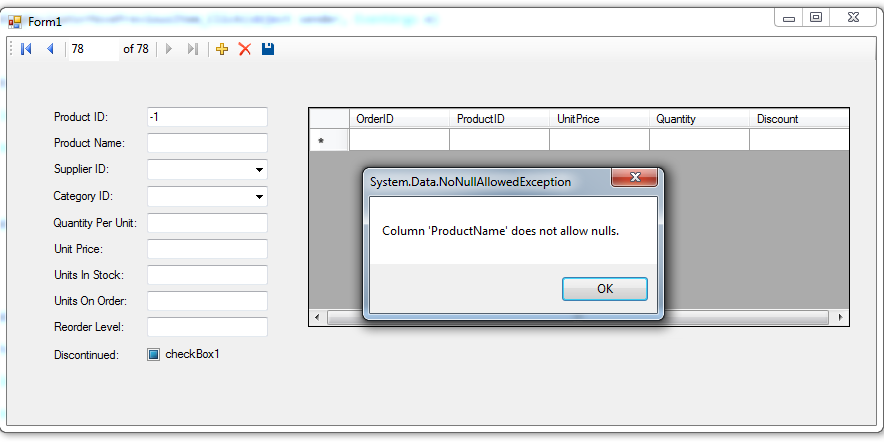 Form1
78 of 78
Product ID: -1
Product Name:
Supplier ID:
Category ID:
Quantity Per Unit:
Unit Price:
Units In Stock:
Units On Order:
Reorder Level:
Discontinued: checkBox1
OrderID ProductID UnitPrice Quantity Discount
System.Data.NoNullAllowedException
Column 'ProductName' does not allow nulls.
OK